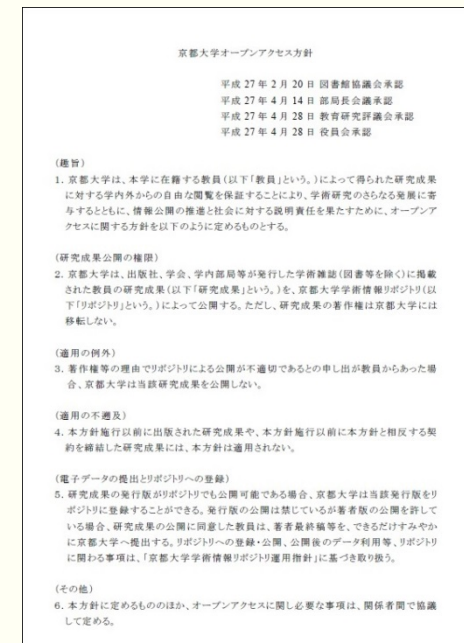 京都大学オープンアクセス方針
平成 27 年 2 月 20 日 図書館協議会承認
平成 27 年 4 月 14 日 部局長会議承認
平成 27 年 4 月 28 日 教育研究評議会承認
平成 27 年 4 月 28 日 役員会承認
(趣旨)
1. 京都大学は、本学に在籍する教員(以下「教員」という。)によって得られた研究成果
に対する学内外からの自由な閲覧を保証することにより、学術研究のさらなる発展に寄
与するとともに、情報公開の推進と社会に対する説明責任を果たすために、オープンア
クセスに関する方針を以下のように定めるものとする。
(研究成果公開の権限)
2. 京都大学は、出版社、学会、学内部局等が発行した学術雑誌(図書等を除く)に掲載
された教員の研究成果(以下「研究成果」という。)を、京都大学学術情報リポジトリ(以
下「リポジトリ」という。)によって公開する。ただし、研究成果の著作権は京都大学には
移転しない。
(適用の例外)
3. 著作権等の理由でリポジトリによる公開が不適切であるとの申し出が教員からあった場
合、京都大学は当該研究成果を公開しない。
(適用の不遡及)
4. 本方針施行以前に出版された研究成果や、本方針施行以前に本方針と相反する契
約を締結した研究成果には、本方針は適用されない。
(電子データの提出とリポジトリへの登録)
5. 研究成果の発行版がリポジトリでも公開可能である場合、京都大学は当該発行版をリ
ポジトリに登録することができる。発行版の公開は禁じているが著者版の公開を許して
いる場合、研究成果の公開に同意した教員は、著者最終稿等を、できるだけすみやか
に京都大学へ提出する。リポジトリへの登録・公開、公開後のデータ利用等、リポジトリ
に関わる事項は、「京都大学学術情報リポジトリ運用指針」に基づき取り扱う。
(その他)
6. 本方針に定めるもののほか、オープンアクセスに関し必要な事項は、関係者間で協議
して定める。